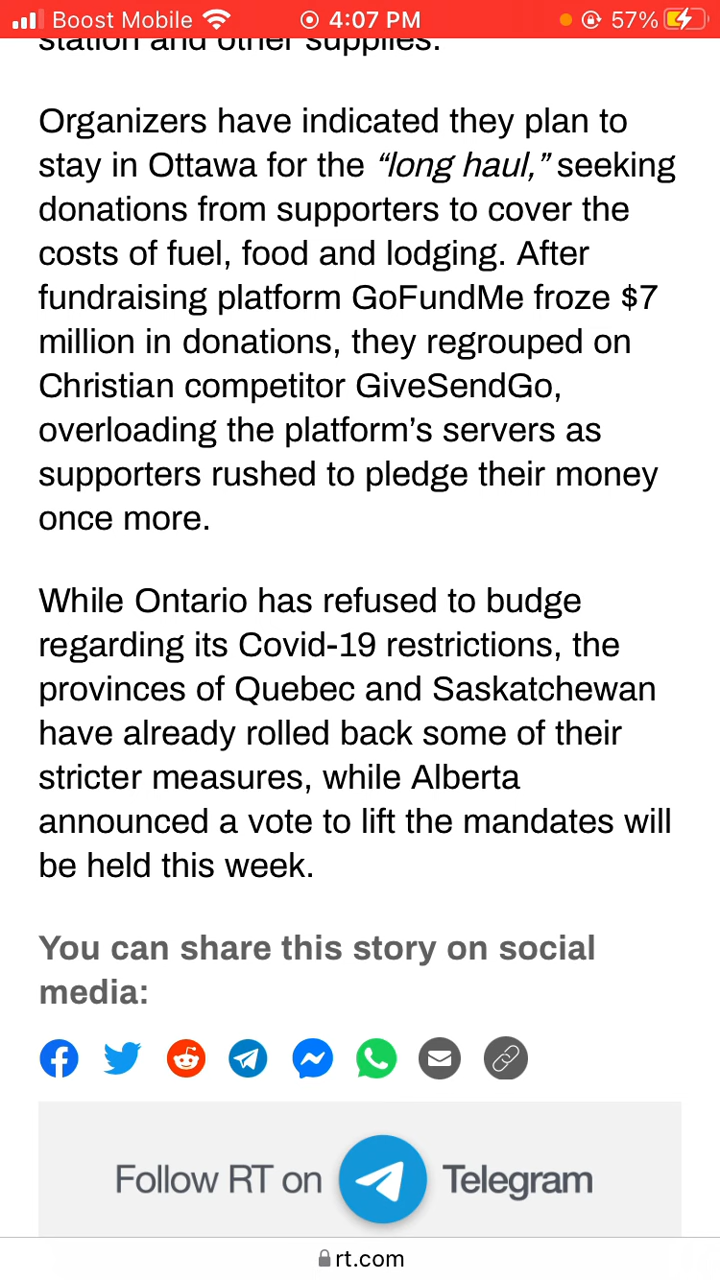 Boost Mobile 4:07 PM 57%
station and other supplies.
Organizers have indicated they plan to
stay in Ottawa for the “long haul,” seeking
donations from supporters to cover the
costs of fuel, food and lodging. After
fundraising platform GoFundMe froze $7
million in donations, they regrouped on
Christian competitor GiveSendGo,
overloading the platform’s servers as
supporters rushed to pledge their money
once more.
While Ontario has refused to budge
regarding its Covid-19 restrictions, the
provinces of Quebec and Saskatchewan
have already rolled back some of their
stricter measures, while Alberta
announced a vote to lift the mandates will
be held this week.
You can share this story on social
media:
Follow RT on Telegram
rt.com